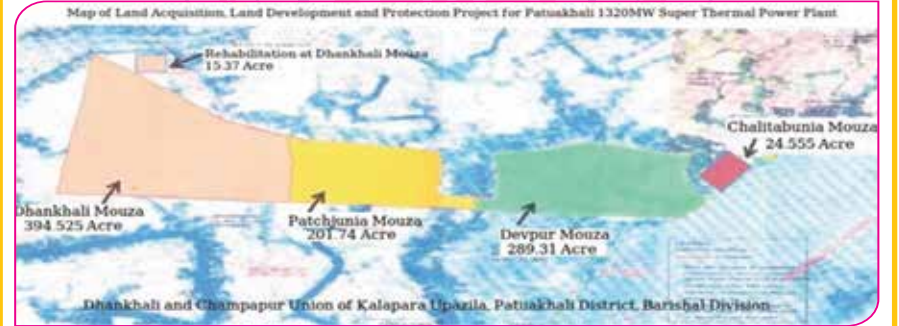 Map of Land Acquisition, Land Development and Protection Project for Patuakhali 1320MW Super Thermal Power Plant
Rehabilitation at Dhankhali Mouza
15.37 Acre
Chalitabunia Mouza
24.555 Acre
Dhankhali Mouza
394.525 Acre
Patchjunia Mouza
201.74 Acre
Devpur Mouza
289.31 Acre
Dhankhali and Champapur Union of Kalapara Upazila, Patuakhali District, Barishal Division